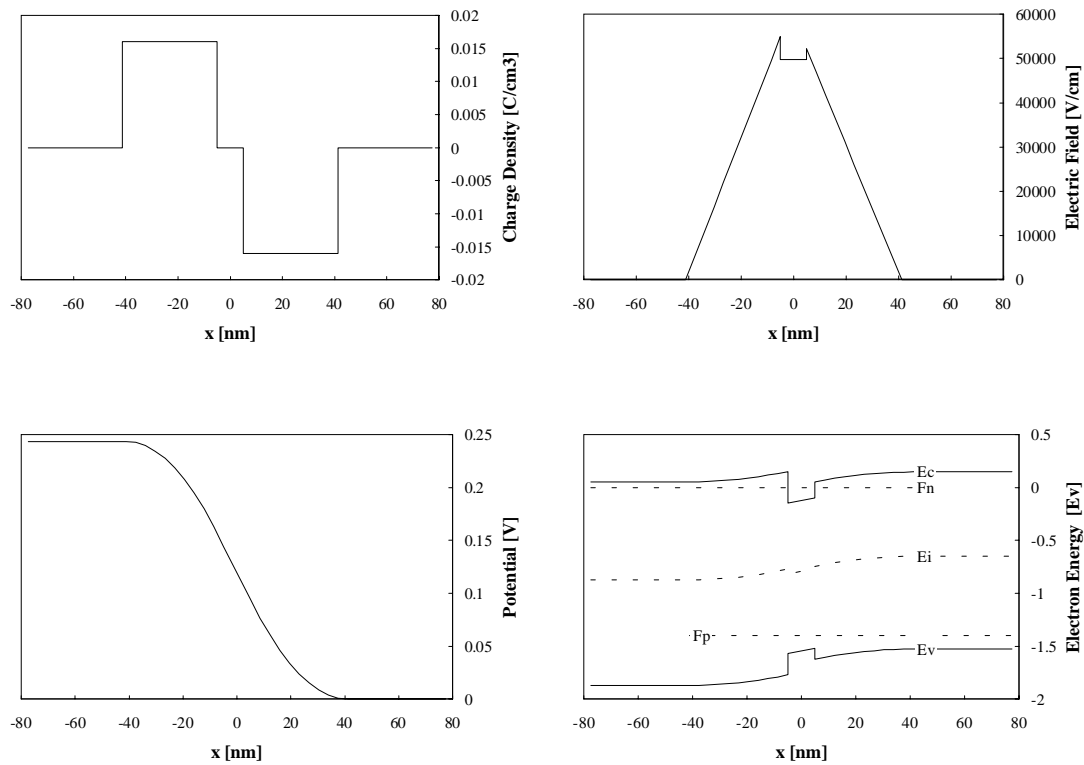 0.02
0.015
0.01
0.005
0
-0.005
-0.01
-0.015
-0.02
Charge Density [C/cm3]
-80 -60 -40 -20 0 20 40 60 80
x [nm]
60000
50000
40000
30000
20000
10000
0
Electric Field [V/cm]
-80 -60 -40 -20 0 20 40 60 80
x [nm]
0.25
0.2
0.15
0.1
0.05
0
Potential [V]
-80 -60 -40 -20 0 20 40 60 80
x [nm]
0.5
0
-0.5
-1
-1.5
-2
Electron Energy [Ev]
Ec
Fn
Ei
Fp
Ev
-80 -60 -40 -20 0 20 40 60 80
x [nm]